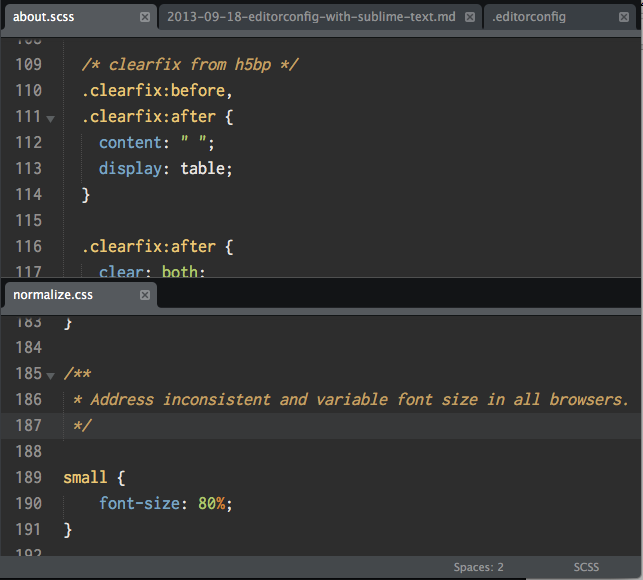 about.scss 2013-09-18-editorconfig-with-sublime-text.md .editorconfig
108
109 /* clearfix from h5bp */
110 .clearfix:before,
111 .clearfix:after {
112 content: " ";
113 display: table;
114 }
115
116 .clearfix:after {
117 clear: both;
normalize.css
183 }
184
185 /**
186 * Address inconsistent and variable font size in all browsers.
187 */
188
189 small {
190 font-size: 80%;
191 }
192
Spaces: 2 SCSS